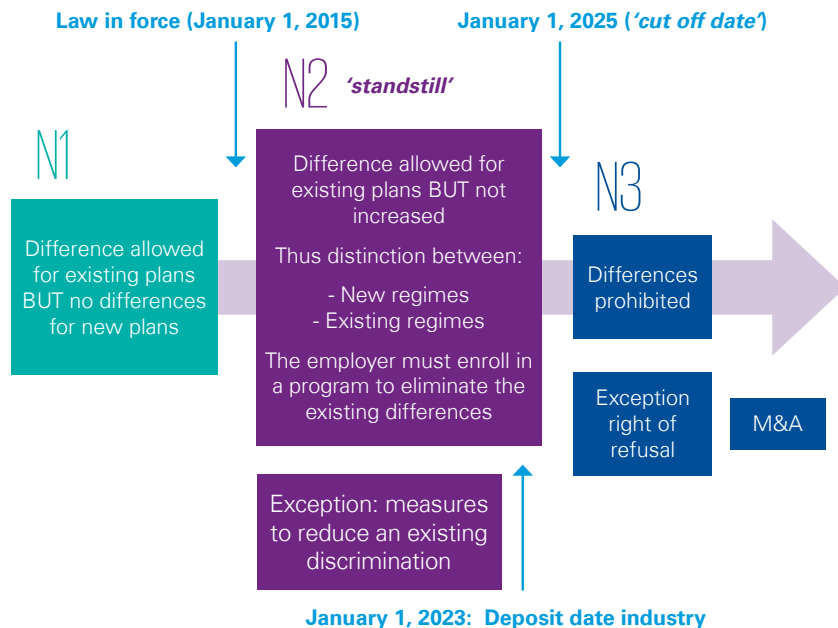 Law in force (January 1, 2015)
January 1, 2025 ('cut off date')
N1
Difference allowed
for existing plans
BUT no differences
for new plans
N2 'standstill'
Difference allowed for
existing plans BUT not
increased
Thus distinction between:
- New regimes
- Existing regimes
The employer must enroll in
a program to eliminate the
existing differences
Exception: measures
to reduce an existing
discrimination
N3
Differences
prohibited
Exception
right of
refusal
M&A
January 1, 2023: Deposit date industry